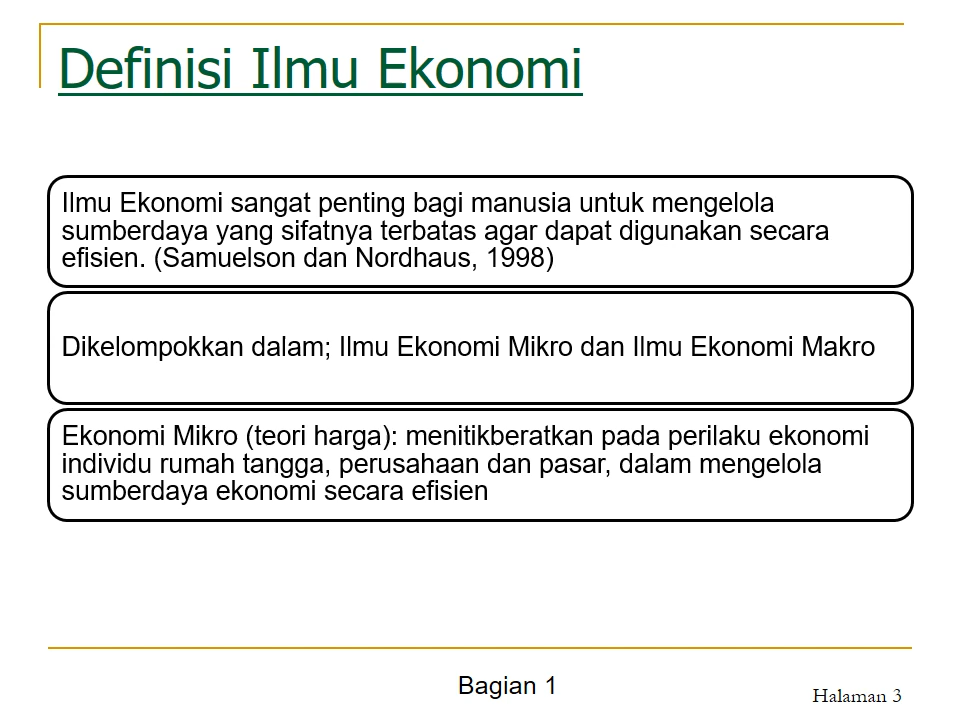 Definisi Ilmu Ekonomi
Ilmu Ekonomi sangat penting bagi manusia untuk mengelola
sumberdaya yang sifatnya terbatas agar dapat digunakan secara
efisien. (Samuelson dan Nordhaus, 1998)
Dikelompokkan dalam; Ilmu Ekonomi Mikro dan Ilmu Ekonomi Makro
Ekonomi Mikro (teori harga): menitikberatkan pada perilaku ekonomi
individu rumah tangga, perusahaan dan pasar, dalam mengelola
sumberdaya ekonomi secara efisien
Bagian 1
Halaman 3